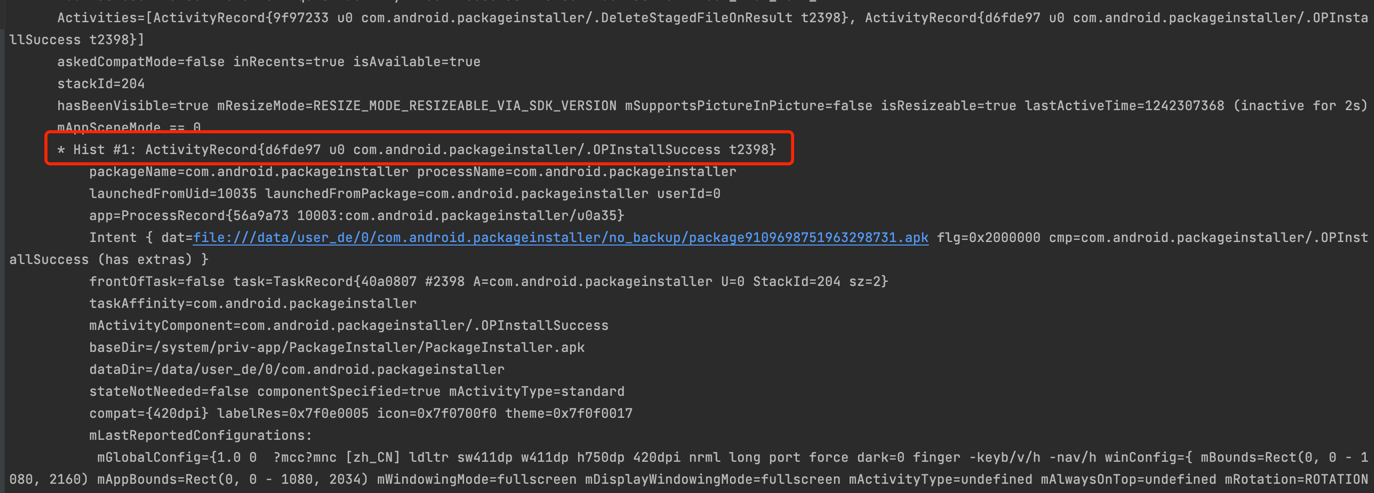 Activities=[ActivityRecord{9f97233 u0 com.android.packageinstaller/.DeleteStagedFileOnResult t2398}, ActivityRecord{d6fde97 u0 com.android.packageinstaller/.OPInsta
llSuccess t2398}]
askedCompatMode=false inRecents=true isAvailable=true
stackId=204
hasBeenVisible=true mResizeMode=RESIZE_MODE_RESIZEABLE_VIA_SDK_VERSION mSupportsPictureInPicture=false isResizeable=true lastActiveTime=1242307368 (inactive for 2s)
mAppSceneMode == 0
* Hist #1: ActivityRecord{d6fde97 u0 com.android.packageinstaller/.OPInstallSuccess t2398}
packageName=com.android.packageinstaller processName=com.android.packageinstaller
launchedFromUid=10035 launchedFromPackage=com.android.packageinstaller userId=0
app=ProcessRecord{56a9a73 10003:com.android.packageinstaller/u0a35}
Intent { dat=file:///data/user_de/0/com.android.packageinstaller/no_backup/package9109698751963298731.apk flg=0x2000000 cmp=com.android.packageinstaller/.OPInst
allSuccess (has extras) }
frontOfTask=false task=TaskRecord{40a0807 #2398 A=com.android.packageinstaller U=0 StackId=204 sz=2}
taskAffinity=com.android.packageinstaller
mActivityComponent=com.android.packageinstaller/.OPInstallSuccess
baseDir=/system/priv-app/PackageInstaller/PackageInstaller.apk
dataDir=/data/user_de/0/com.android.packageinstaller
stateNotNeeded=false componentSpecified=true mActivityType=standard
compat={420dpi} labelRes=0x7f0e0005 icon=0x7f0700f0 theme=0x7f0f0017
mLastReportedConfigurations:
mGlobalConfig={1.0 0  ?mcc?mnc [zh_CN] ldltr sw411dp w411dp h750dp 420dpi nrml long port force dark=0 finger -keyb/v/h -nav/h winConfig={ mBounds=Rect(0, 0 - 1
080, 2160) mAppBounds=Rect(0, 0 - 1080, 2034) mWindowingMode=fullscreen mDisplayWindowingMode=fullscreen mActivityType=undefined mAlwaysOnTop=undefined mRotation=ROTATION